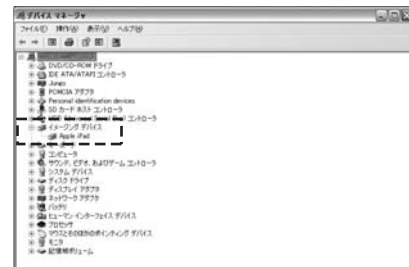 デバイス マネージャ
ファイル(F) 操作(A) 表示(V) ヘルプ(H)
DVD/CD-ROM ドライブ
IDE ATA/ATAPI コントローラ
Jungo
PCMCIA アダプタ
Personal identification devices
SD カード ホスト コントローラ
イメージング デバイス
Apple iPad
コンピュータ
サウンド、ビデオ、およびゲーム コントローラ
システム デバイス
ディスク ドライブ
ディスプレイ アダプタ
ネットワーク アダプタ
バッテリ
ヒューマン インターフェイス デバイス
プロセッサ
マウスとそのほかのポインティング デバイス
モニタ
記憶域ボリューム